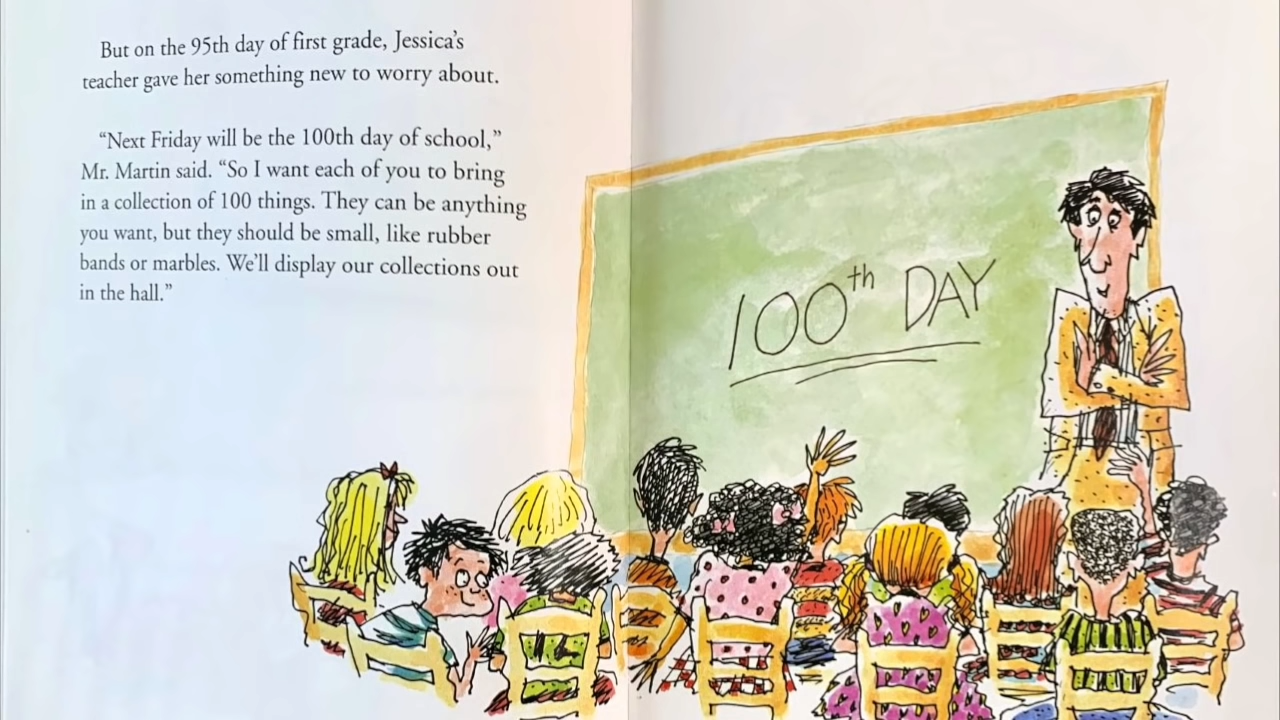 But on the 95th day of first grade, Jessica's
teacher gave her something new to worry about.
“Next Friday will be the 100th day of school,”
Mr. Martin said. “So I want each of you to bring
in a collection of 100 things. They can be anything
you want, but they should be small, like rubber
bands or marbles. We'll display our collections out
in the hall.”
100th DAY